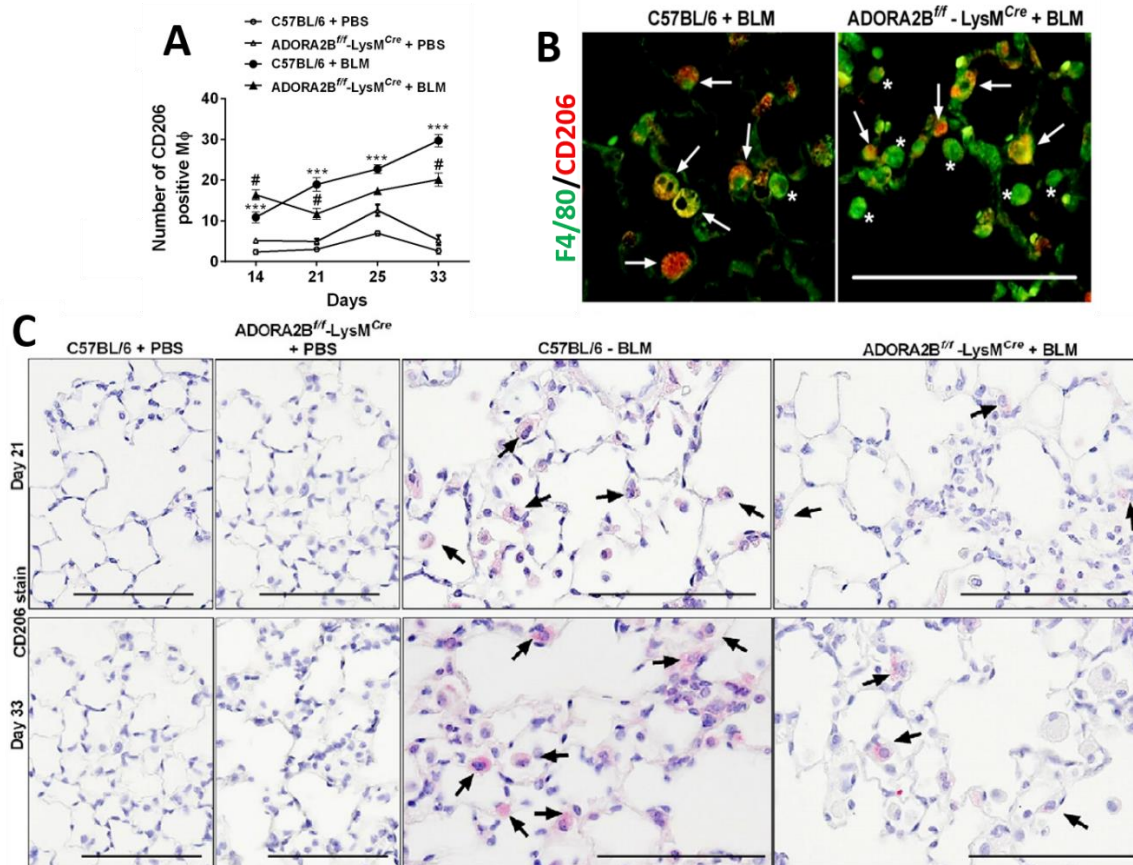 A
C57BL/6 + PBS
ADORA2Bf/f-LysMCre + PBS
C57BL/6 + BLM
ADORA2Bf/f-LysMCre + BLM
Number of CD206
positive Mϕ
40
30
20
10
0
***
***
***
***
#
#
#
14
21
25
33
Days
B
C57BL/6 + BLM
ADORA2Bf/f - LysMCre + BLM
F4/80/CD206
*
*
*
*
*
*
*
C
C57BL/6 + PBS
ADORA2Bf/f-LysMCre
+ PBS
C57BL/6 - BLM
ADORA2Bf/f -LysMCre + BLM
Day 21
CD206 stain
Day 33